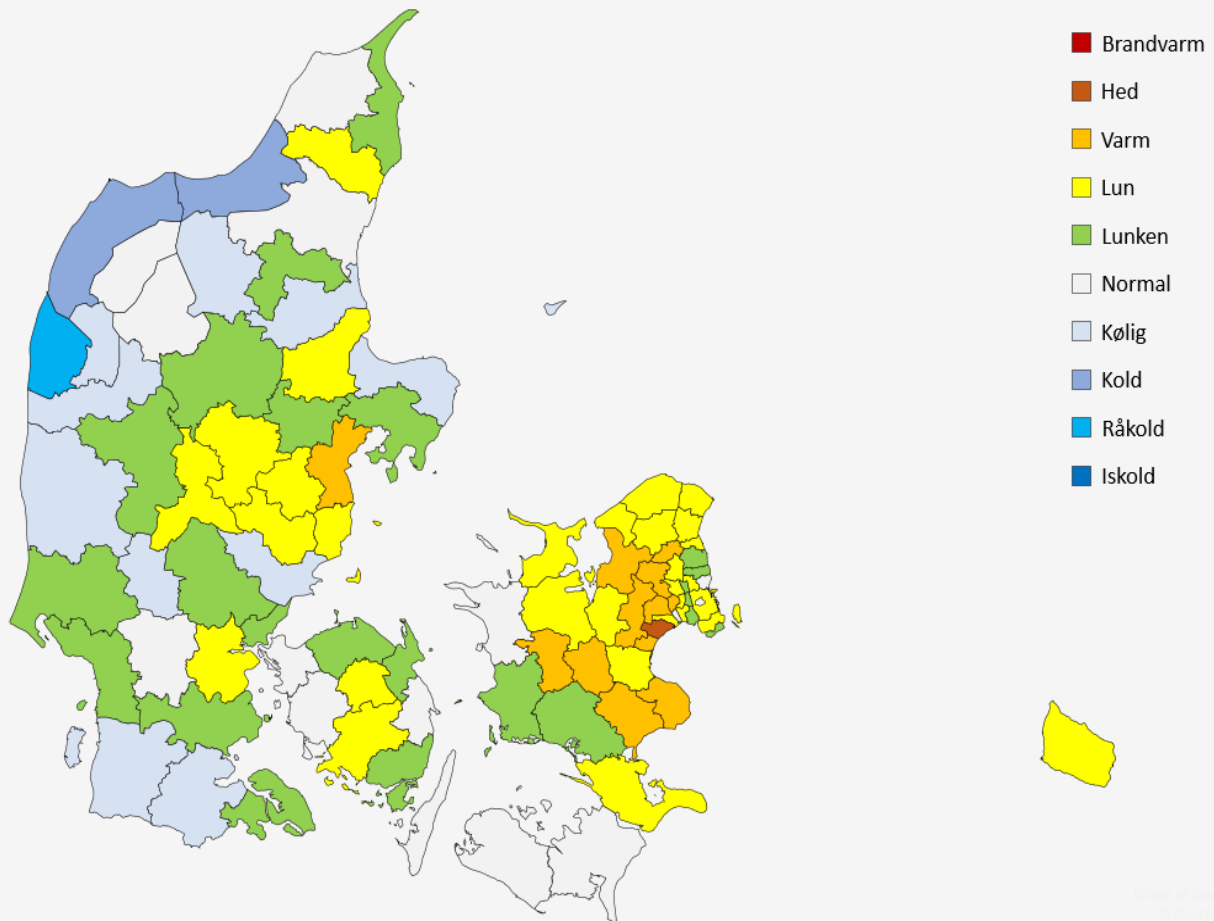 Brandvarm
Hed
Varm
Lun
Lunken
Normal
Kølig
Kold
Råkold
Iskold